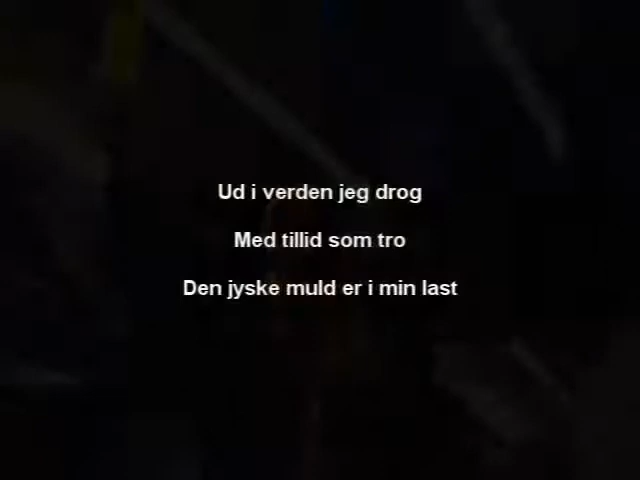 Ud i verden jeg drog
Med tillid som tro
Den jyske muld er i min last